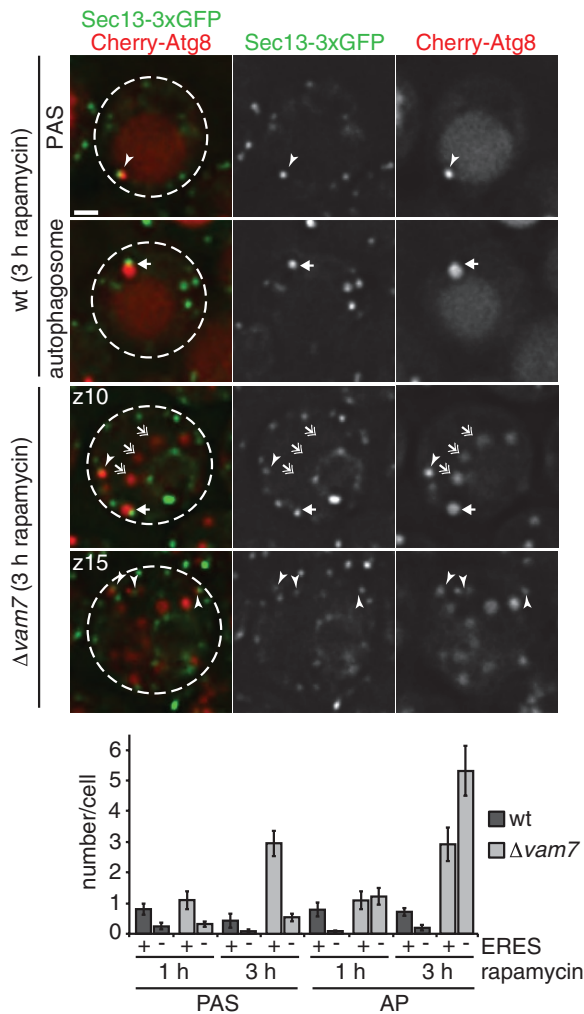 Sec13-3xGFP
Cherry-Atg8
Sec13-3xGFP
Cherry-Atg8
wt (3 h rapamycin)
PAS
autophagosome
Δvam7 (3 h rapamycin)
z10
z15
number/cell
6
5
4
3
2
1
0
wt
Δvam7
+ - + - + - + - + - + - + - + - ERES
1 h 3 h 1 h 3 h rapamycin
PAS AP